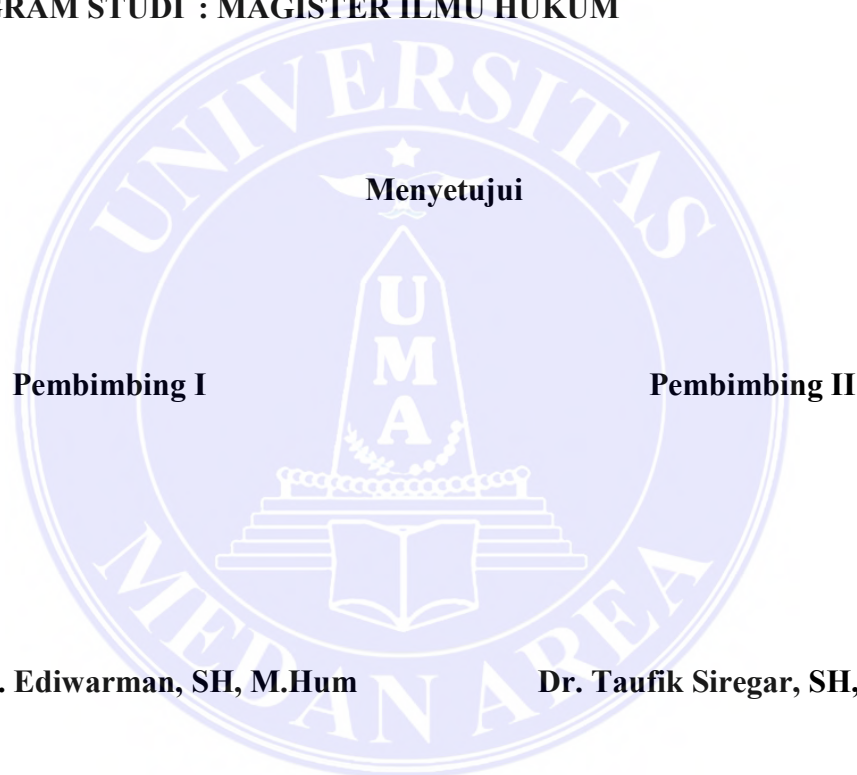 GRAM STUDI : MAGISTER ILMU HUKUM
UNIVERSITAS
Menyetujui
UMA
Pembimbing I Pembimbing II
MEDAN AREA
. Ediwarman, SH, M.Hum Dr. Taufik Siregar, SH,